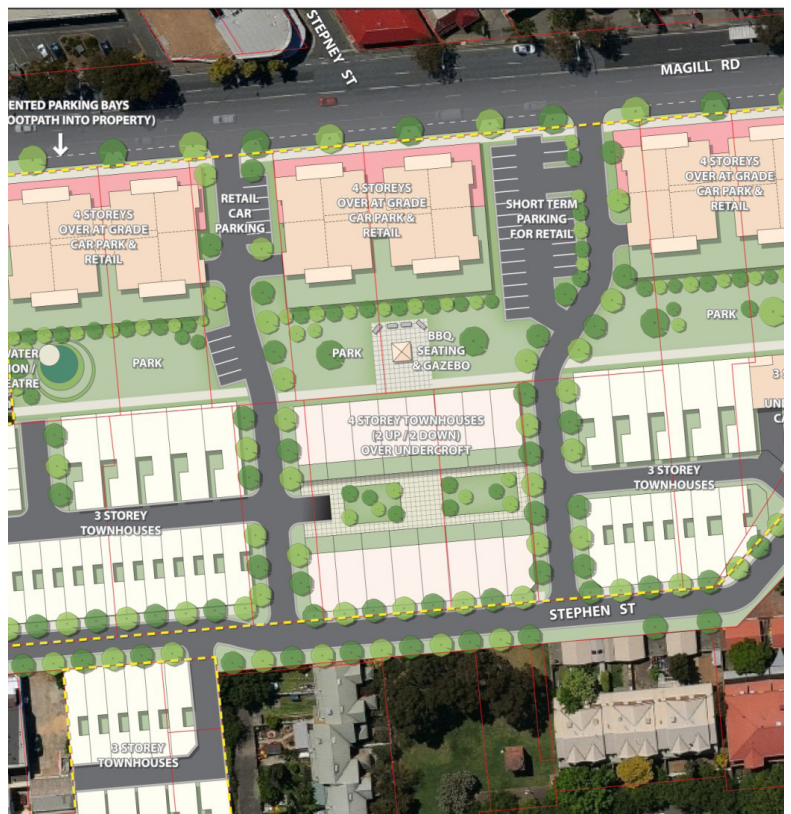 STEPNEY ST
MAGILL RD
ENTED PARKING BAYS
OOTPATH INTO PROPERTY)
4 STOREYS
OVER AT GRADE
CAR PARK &
RETAIL
RETAIL
CAR
PARKING
4 STOREYS
OVER AT GRADE
CAR PARK &
RETAIL
SHORT TERM
PARKING
FOR RETAIL
4 STOREYS
OVER AT GRADE
CAR PARK &
RETAIL
WATER
ION /
EATRE
PARK
PARK
BBQ,
SEATING
& GAZEBO
PARK
3 S
UN
CA
4 STOREY TOWNHOUSES
(2 UP / 2 DOWN)
OVER UNDERCROFT
3 STOREY
TOWNHOUSES
3 STOREY
TOWNHOUSES
STEPHEN ST
3 STOREY
TOWNHOUSES